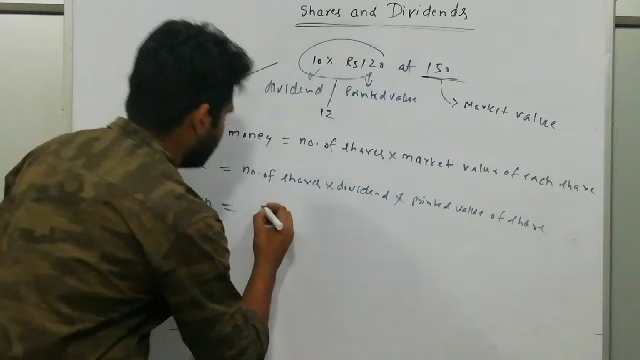 Shares and Dividends
10% Rs 120 at 150
Dividend Printed value
Market value
12
money = no. of shares × market value of each share
= no. of shares × dividend × printed value of share
=